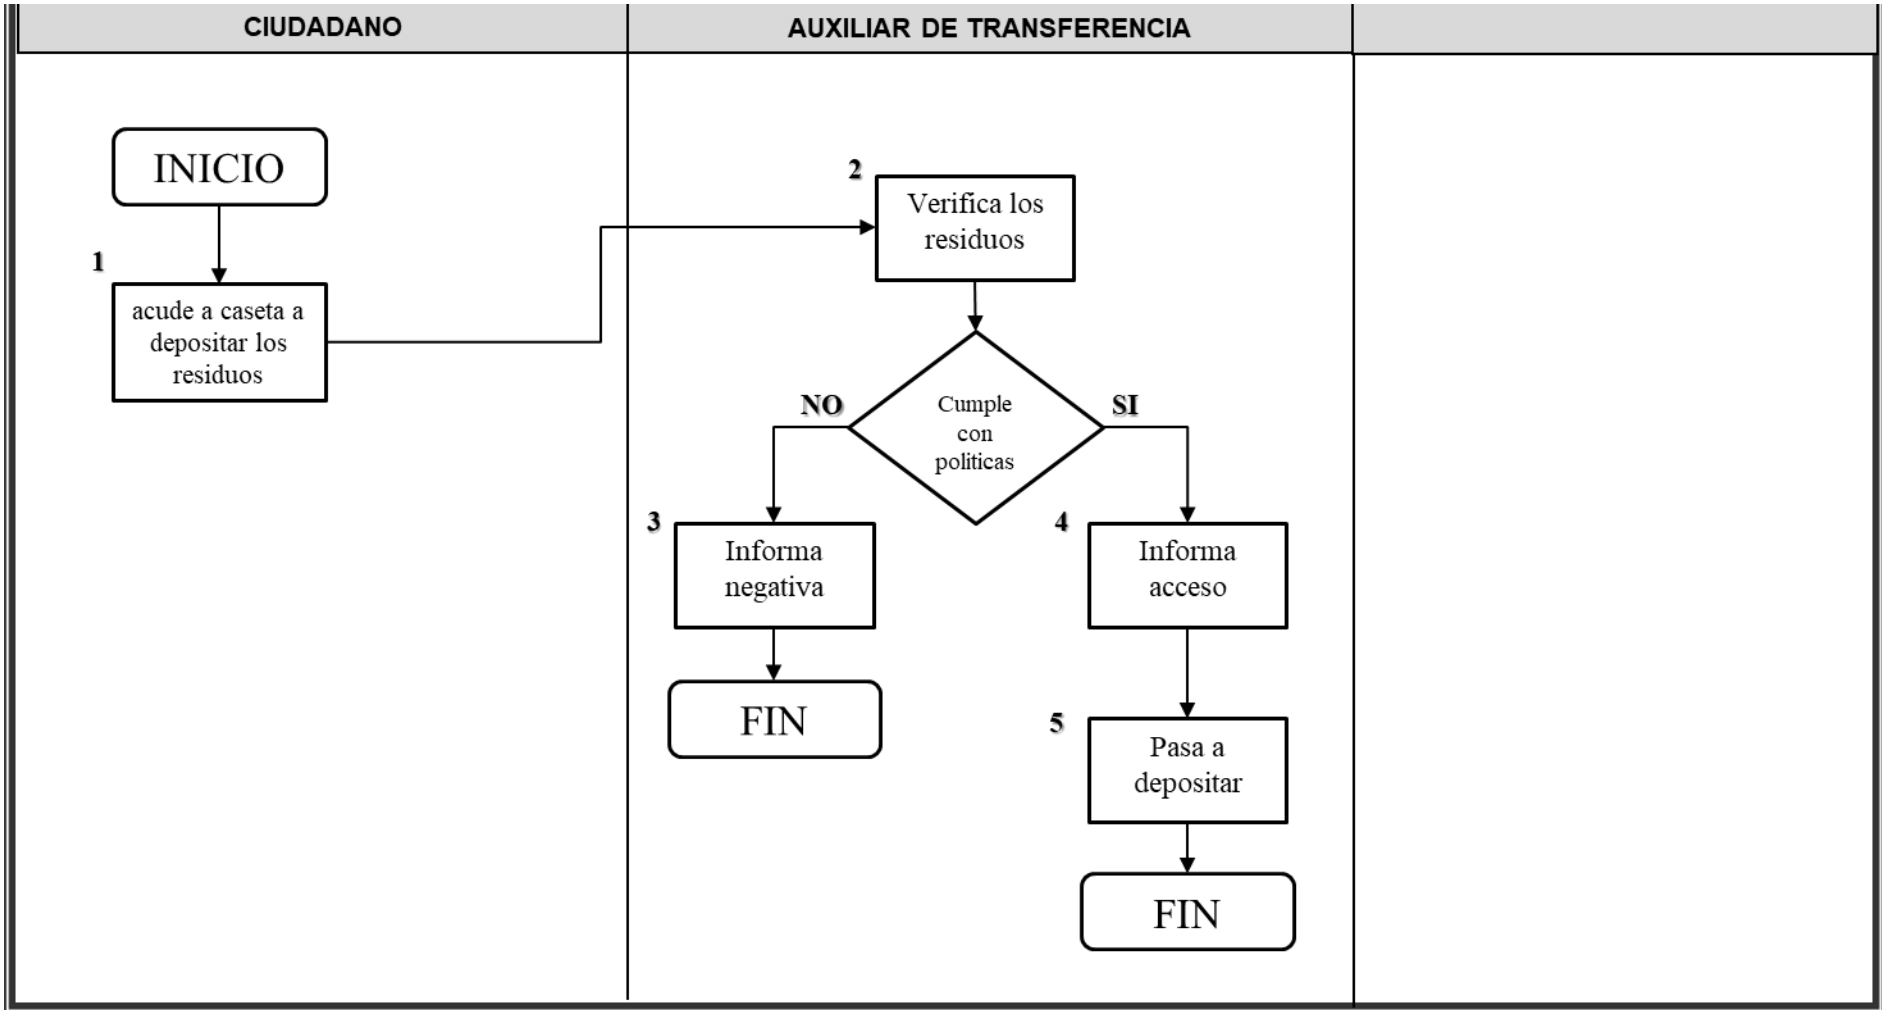 CIUDADANO
AUXILIAR DE TRANSFERENCIA
INICIO
1
acude a caseta a
depositar los
residuos
2
Verifica los
residuos
Cumple
con
politicas
NO
SI
3
Informa
negativa
FIN
4
Informa
acceso
5
Pasa a
depositar
FIN